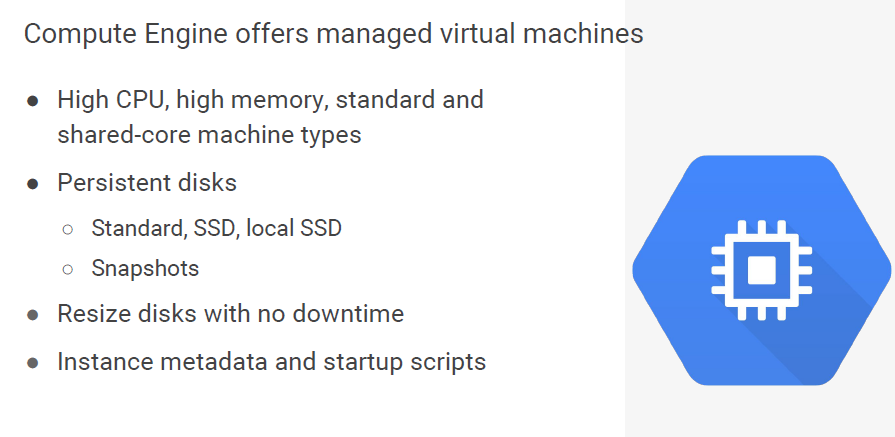 Compute Engine offers managed virtual machines
● High CPU, high memory, standard and
shared-core machine types
● Persistent disks
○ Standard, SSD, local SSD
○ Snapshots
● Resize disks with no downtime
● Instance metadata and startup scripts